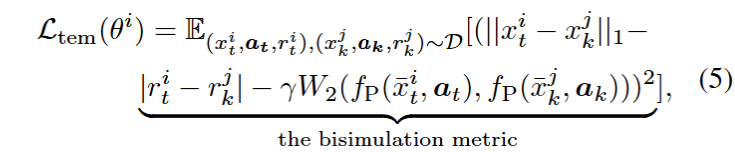 𝓛_tem(θ^i) = 𝔼_{(x_t^i, 𝒂_𝒕, r_t^i),(x_k^j, 𝒂_𝒌, r_k^j)∼𝒟}[(||x_t^i − x_k^j||_1−
|r_t^i − r_k^j| − γW_2(f_P(x̄_t^i, 𝒂_t), f_P(x̄_k^j, 𝒂_k)))^2], (5)
the bisimulation metric